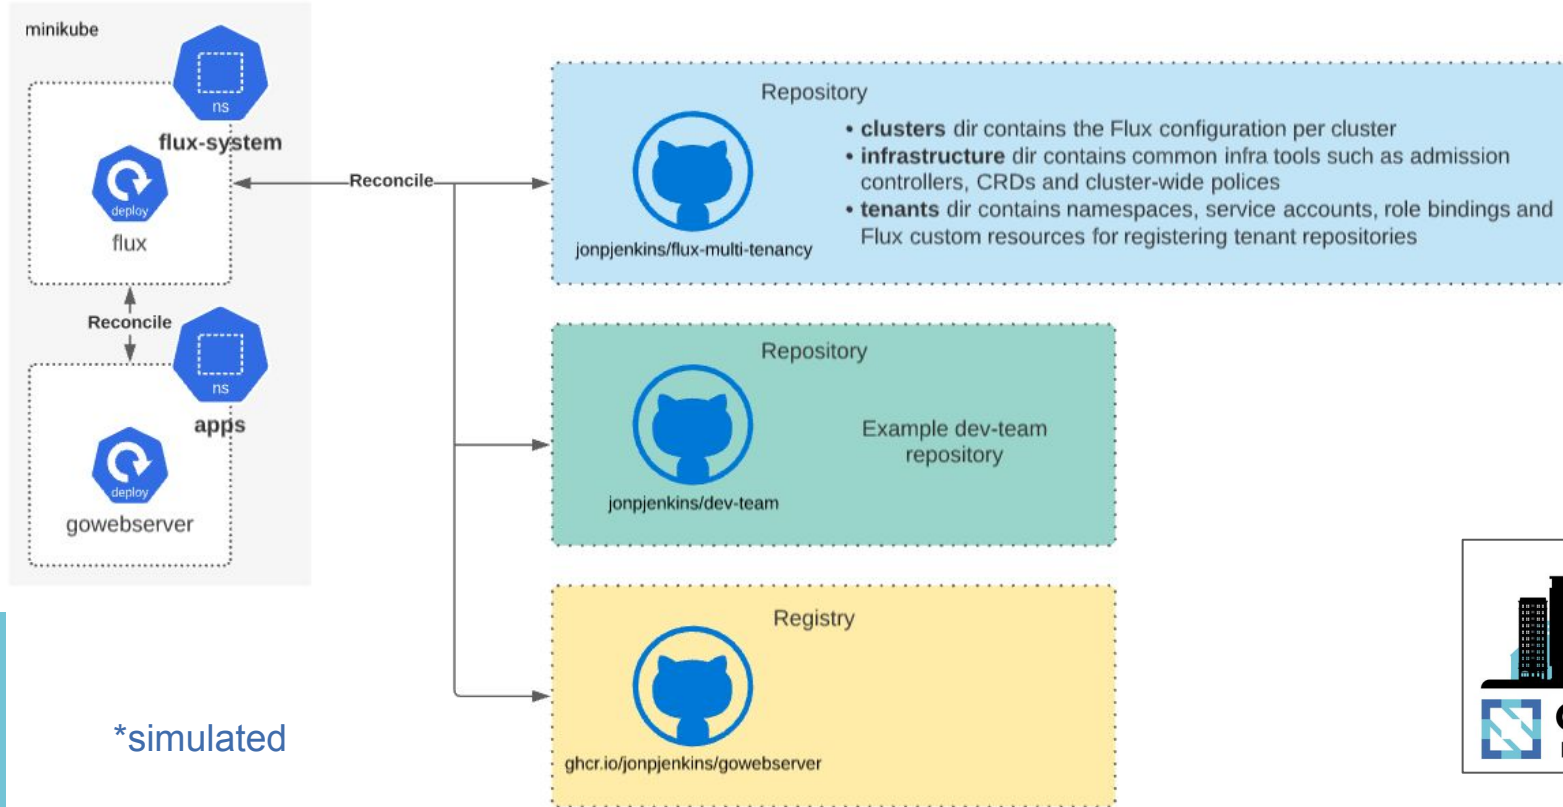 minikube
ns
flux-system
deploy
flux
Reconcile
Reconcile
ns
apps
deploy
gowebserver
Repository
jonpjenkins/flux-multi-tenancy
• clusters dir contains the Flux configuration per cluster
• infrastructure dir contains common infra tools such as admission
controllers, CRDs and cluster-wide polices
• tenants dir contains namespaces, service accounts, role bindings and
Flux custom resources for registering tenant repositories
Repository
jonpjenkins/dev-team
Example dev-team
repository
Registry
ghcr.io/jonpjenkins/gowebserver
*simulated